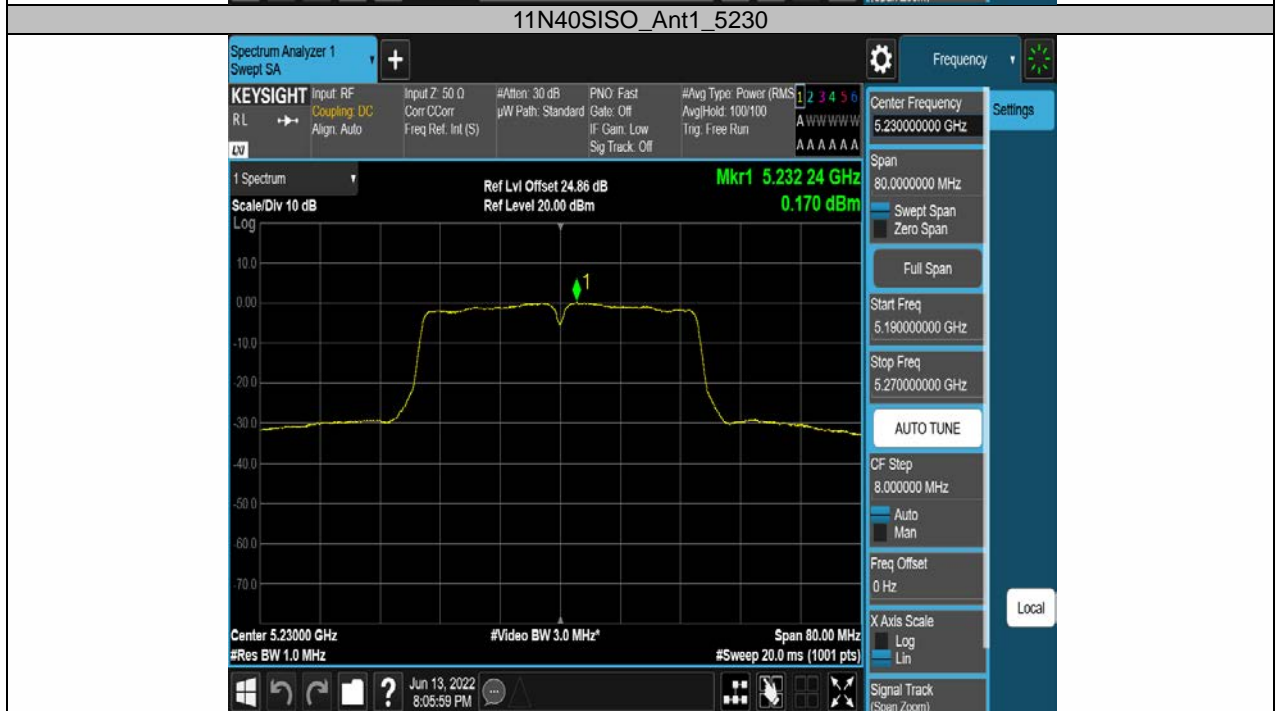 11N40SISO_Ant1_5230
Spectrum Analyzer 1
Swept SA
+
Frequency
KEYSIGHT
RL
LXI
Input: RF
Coupling: DC
Align: Auto
Input Z: 50 Ω
Corr CCorr
Freq Ref: Int (S)
#Atten: 30 dB
µW Path: Standard
PNO: Fast
Gate: Off
IF Gain: Low
Sig Track: Off
#Avg Type: Power (RMS
Avg|Hold: 100/100
Trig: Free Run
1 2 3 4 5 6
A W W W W W
A A A A A A
1 Spectrum
Scale/Div 10 dB
Log
Ref Lvl Offset 24.86 dB
Ref Level 20.00 dBm
Mkr1 5.232 24 GHz
0.170 dBm
10.0
0.00
-10.0
-20.0
-30.0
-40.0
-50.0
-60.0
-70.0
1
Center 5.23000 GHz
#Res BW 1.0 MHz
#Video BW 3.0 MHz*
Span 80.00 MHz
#Sweep 20.0 ms (1001 pts)
Center Frequency
5.230000000 GHz
Settings
Span
80.0000000 MHz
Swept Span
Zero Span
Full Span
Start Freq
5.190000000 GHz
Stop Freq
5.270000000 GHz
AUTO TUNE
CF Step
8.000000 MHz
Auto
Man
Freq Offset
0 Hz
X Axis Scale
Log
Lin
Local
Signal Track
(Span Zoom)
?
Jun 13, 2022
8:05:59 PM